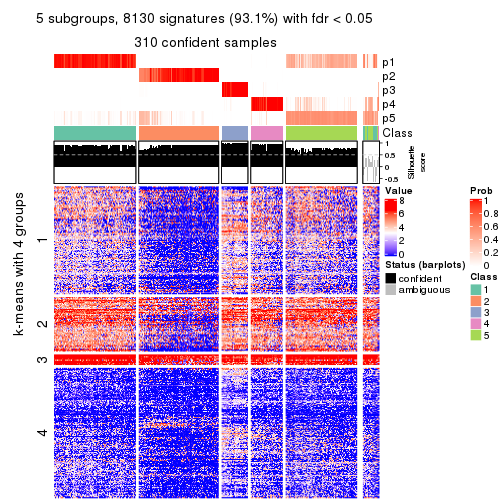 5 subgroups, 8130 signatures (93.1%) with fdr < 0.05
310 confident samples
p1
p2
p3
p4
p5
Class
1
0.5
0
-0.5
Silhouette
score
k-means with 4 groups
1
2
3
4
Value
8
6
4
2
0
Status (barplots)
confident
ambiguous
Prob
1
0.8
0.6
0.4
0.2
0
Class
1
2
3
4
5